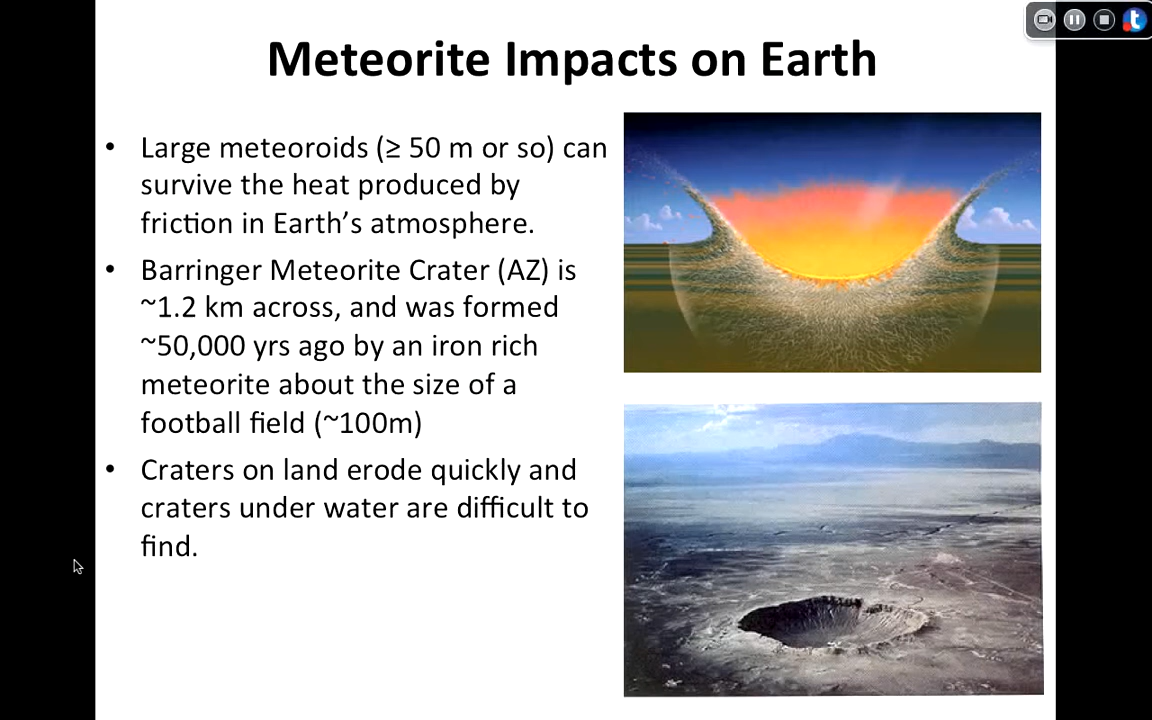 Meteorite Impacts on Earth
• Large meteoroids (≥ 50 m or so) can
survive the heat produced by
friction in Earth’s atmosphere.
• Barringer Meteorite Crater (AZ) is
~1.2 km across, and was formed
~50,000 yrs ago by an iron rich
meteorite about the size of a
football field (~100m)
• Craters on land erode quickly and
craters under water are difficult to
find.
t